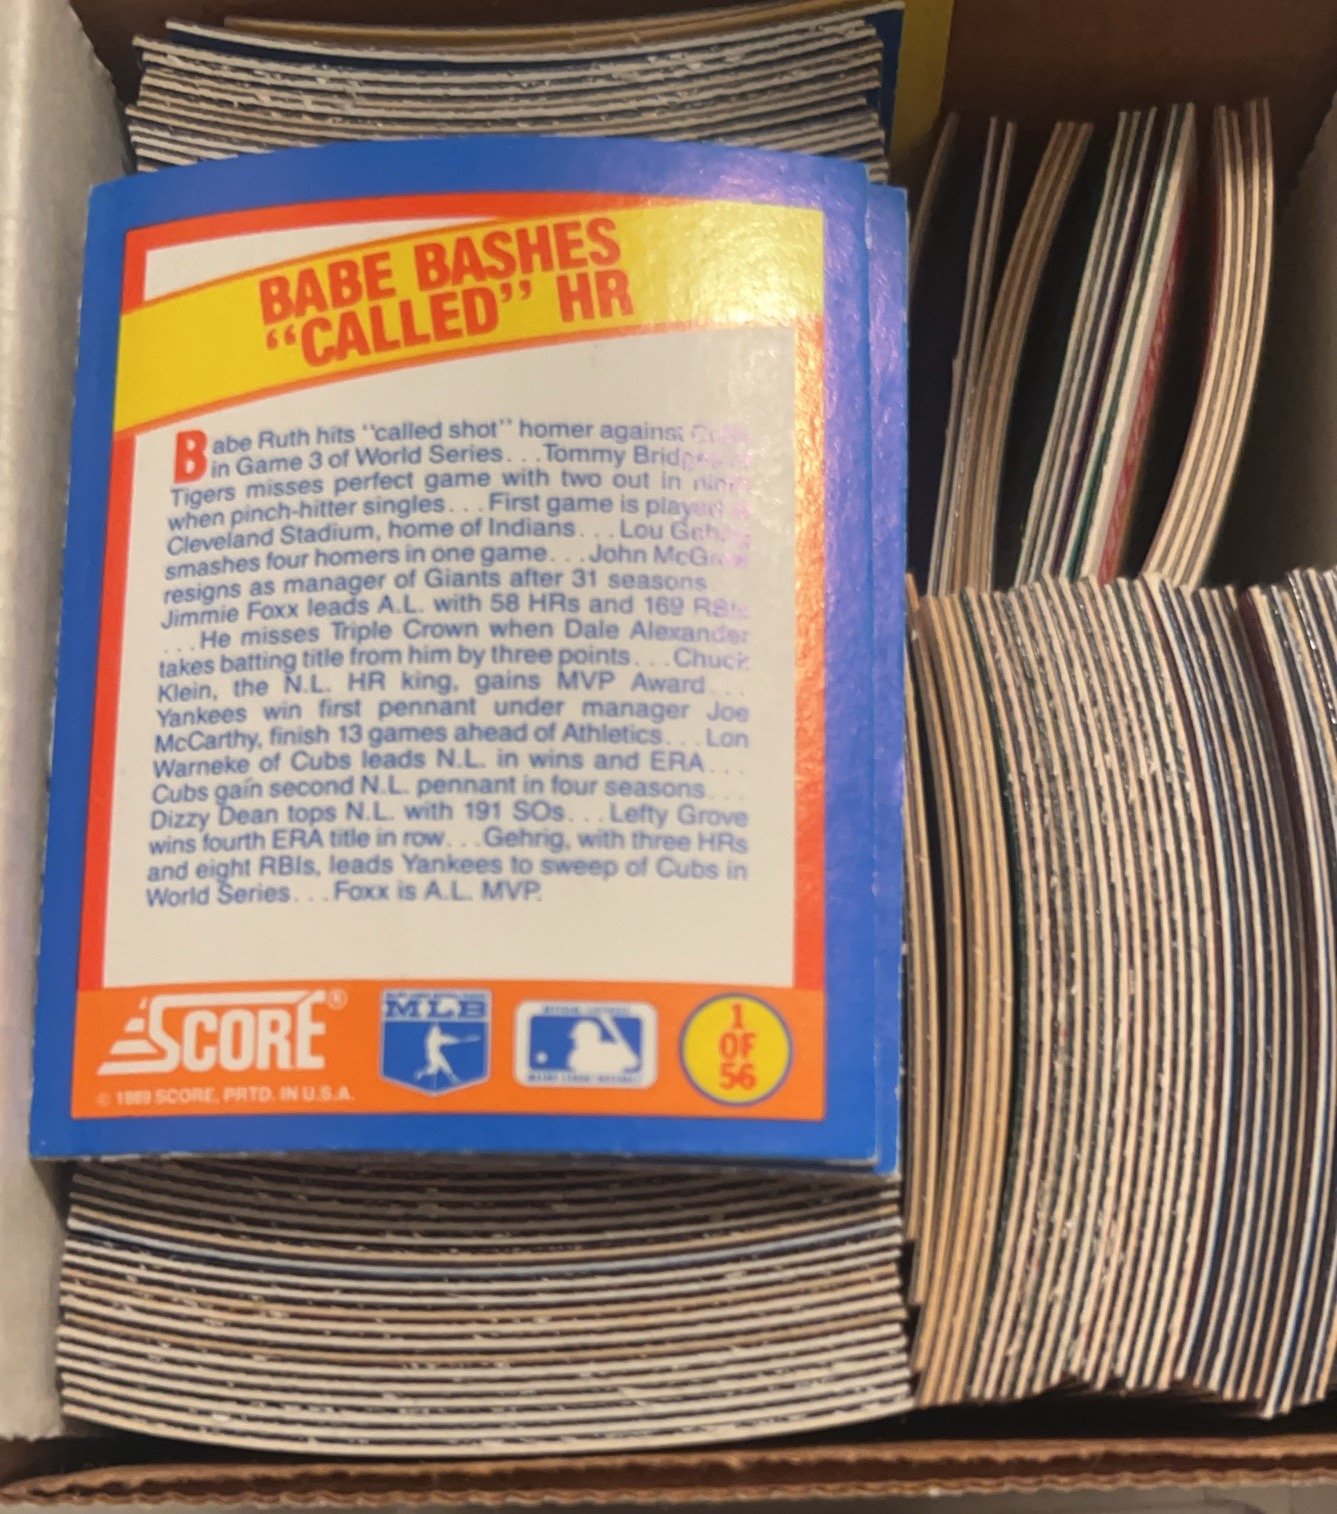 BABE BASHES
“CALLED” HR
Babe Ruth hits “called shot” homer against
in Game 3 of World Series. . .Tommy
Tigers misses perfect game with two out in ninth
when pinch-hitter singles. . .First game is played
Cleveland Stadium, home of Indians. . .Lou Gehrig
smashes four homers in one game. . .John McGraw
resigns as manager of Giants after 31 seasons
Jimmie Foxx leads A.L. with 58 HRs and 169 RBIs
. . .He misses Triple Crown when Dale Alexander
takes batting title from him by three points. . .Chuck
Klein, the N.L. HR king, gains MVP Award. . .
Yankees win first pennant under manager Joe
McCarthy, finish 13 games ahead of Athletics. . .Lon
Warneke of Cubs leads N.L. in wins and ERA. . .
Cubs gain second N.L. pennant in four seasons. . .
Dizzy Dean tops N.L. with 191 SOs. . .Lefty Grove
wins fourth ERA title in row. . .Gehrig, with three HRs
and eight RBIs, leads Yankees to sweep of Cubs in
World Series. . .Foxx is A.L. MVP.
SCORE®
MLB
1
OF
56
© 1989 SCORE, PRTD. IN U.S.A.